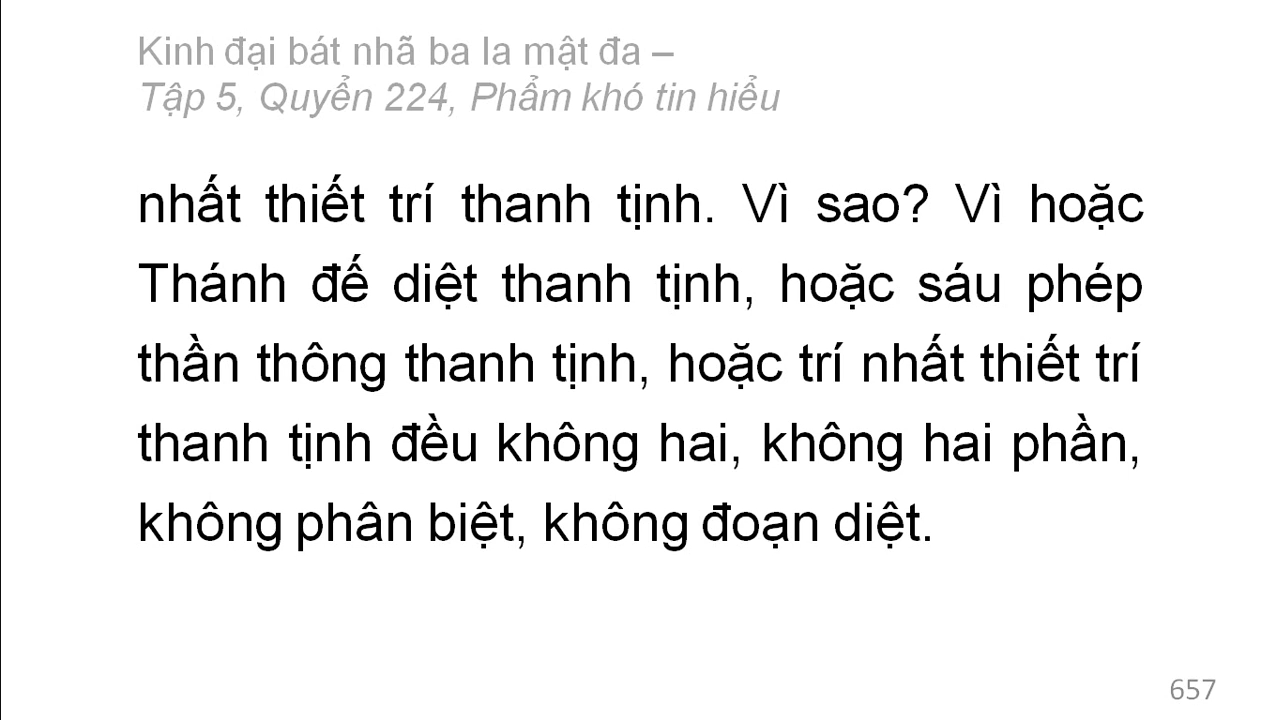 Kinh đại bát nhã ba la mật đa –
Tập 5, Quyển 224, Phẩm khó tin hiểu
nhất thiết trí thanh tịnh. Vì sao? Vì hoặc
Thánh đế diệt thanh tịnh, hoặc sáu phép
thần thông thanh tịnh, hoặc trí nhất thiết trí
thanh tịnh đều không hai, không hai phần,
không phân biệt, không đoạn diệt.
657